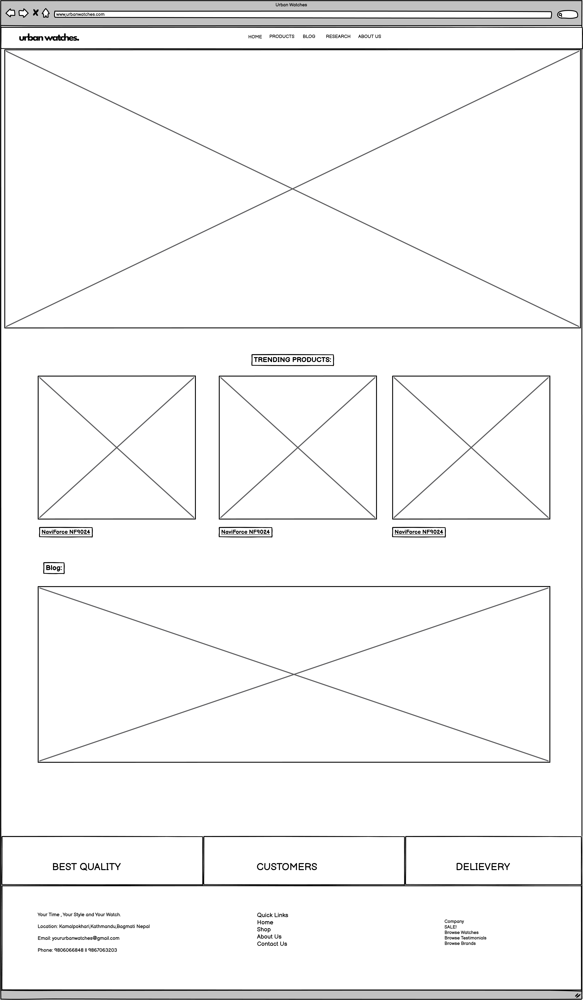 Urban Watches
www,urbanwatches.com
urban watches.
HOME PRODUCTS BLOG RESEARCH ABOUT US
TRENDING PRODUCTS:
NaviForce NF9024 NaviForce NF9024 NaviForce NF9024
Blog:
BEST QUALITY CUSTOMERS DELIEVERY
Your Time , Your Style and Your Watch.
Location: Kamalpokhari,Kathmandu,Bagmati Nepal
Email: yoururbanwatches@gmail.com
Phone: 9806066848 || 9867063203
Quick Links
Home
Shop
About Us
Contact Us
Company
SALE!
Browse Watches
Browse Testimonials
Browse Brands